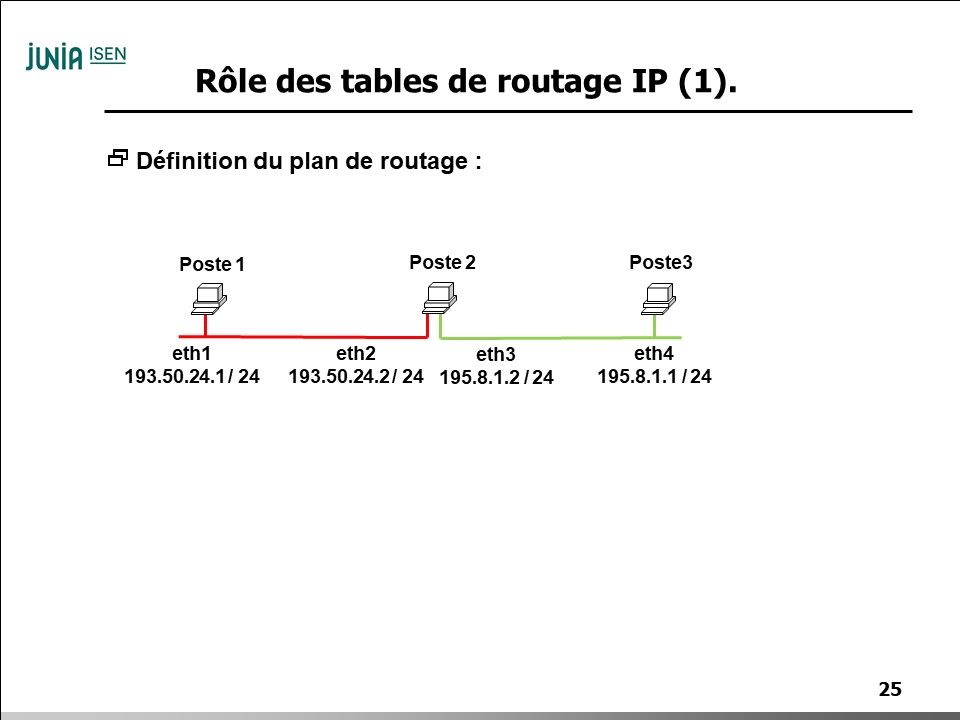 JUNIA ISEN
Rôle des tables de routage IP (1).
Définition du plan de routage :
Poste 1
Poste 2
Poste3
eth1
193.50.24.1 / 24
eth2
193.50.24.2 / 24
eth3
195.8.1.2 / 24
eth4
195.8.1.1 / 24
25